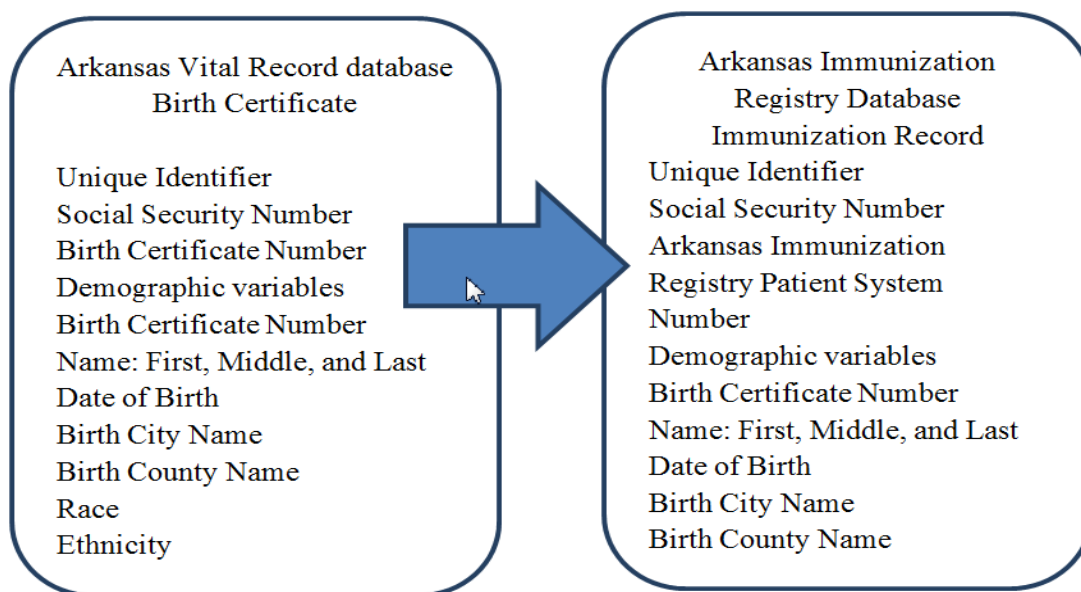 Arkansas Vital Record database
Birth Certificate
Unique Identifier
Social Security Number
Birth Certificate Number
Demographic variables
Birth Certificate Number
Name: First, Middle, and Last
Date of Birth
Birth City Name
Birth County Name
Race
Ethnicity
Arkansas Immunization
Registry Database
Immunization Record
Unique Identifier
Social Security Number
Arkansas Immunization
Registry Patient System
Number
Demographic variables
Birth Certificate Number
Name: First, Middle, and Last
Date of Birth
Birth City Name
Birth County Name